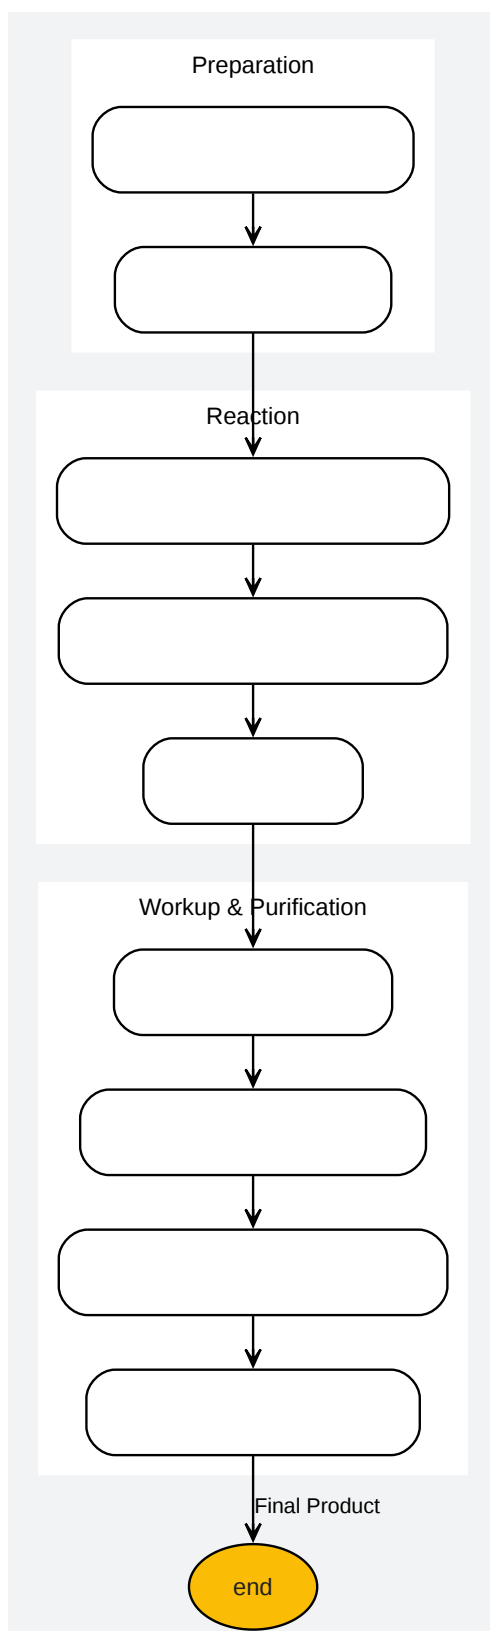 Preparation
Reaction
Workup & Purification
Final Product
end